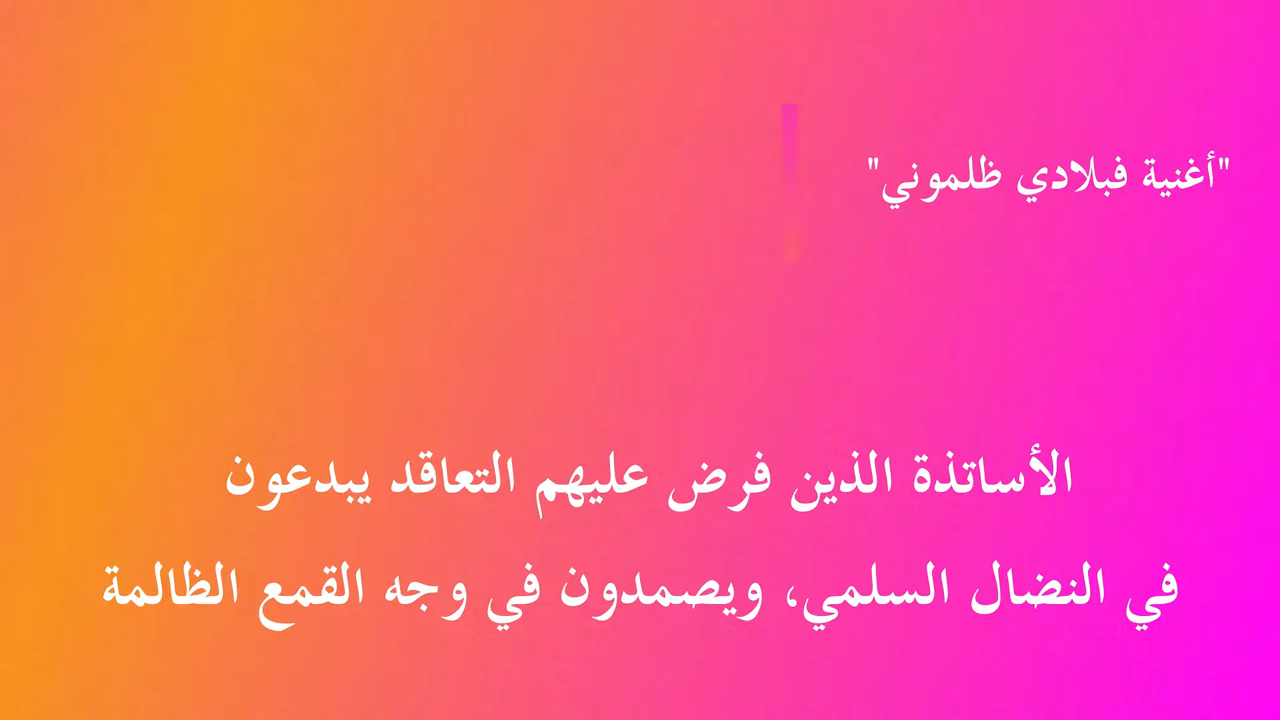 "أغنية فبلادي ظلموني"
الأساتذة الذين فرض عليهم التعاقد يبدعون
في النضال السلمي، ويصمدون في وجه القمع الظالمة